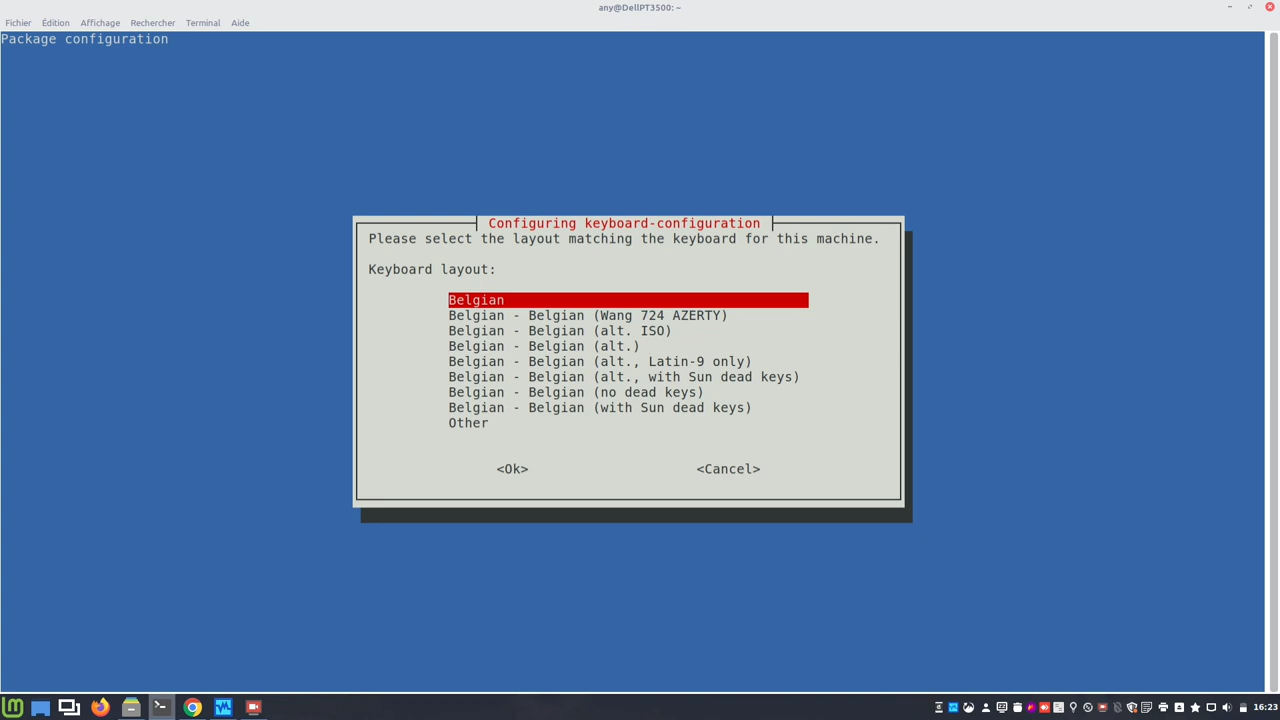 any@DellPT3500: ~
Fichier Édition Affichage Rechercher Terminal Aide
Package configuration
Configuring keyboard-configuration
Please select the layout matching the keyboard for this machine.
Keyboard layout:
Belgian
Belgian - Belgian (Wang 724 AZERTY)
Belgian - Belgian (alt. ISO)
Belgian - Belgian (alt.)
Belgian - Belgian (alt., Latin-9 only)
Belgian - Belgian (alt., with Sun dead keys)
Belgian - Belgian (no dead keys)
Belgian - Belgian (with Sun dead keys)
Other
<Ok> <Cancel>
16:23